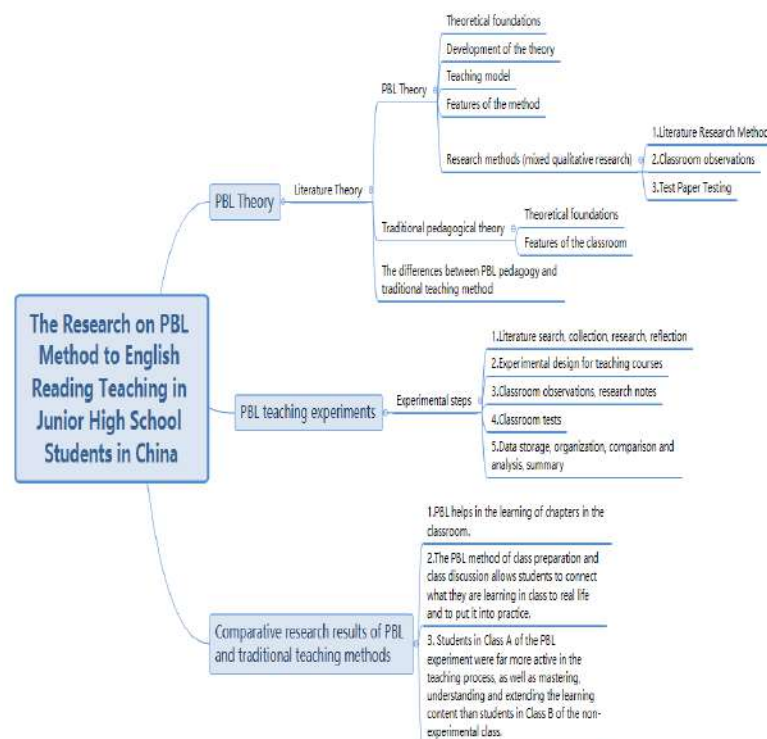 The Research on PBL
Method to English
Reading Teaching in
Junior High School
Students in China
PBL Theory
Literature Theory
PBL Theory
Theoretical foundations
Development of the theory
Teaching model
Features of the method
Research methods (mixed qualitative research)
1.Literature Research Method
2.Classroom observations
3.Test Paper Testing
Traditional pedagogical theory
Theoretical foundations
Features of the classroom
The differences between PBL pedagogy and
traditional teaching method
PBL teaching experiments
Experimental steps
1.Literature search, collection, research, reflection
2.Experimental design for teaching courses
3.Classroom observations, research notes
4.Classroom tests
5.Data storage, organization, comparison and
analysis, summary
Comparative research results of PBL
and traditional teaching methods
1.PBL helps in the learning of chapters in the
classroom.
2.The PBL method of class preparation and
class discussion allows students to connect
what they are learning in class to real life
and to put it into practice.
3. Students in Class A of the PBL
experiment were far more active in the
teaching process, as well as mastering,
understanding and extending the learning
content than students in Class B of the non-
experimental class.